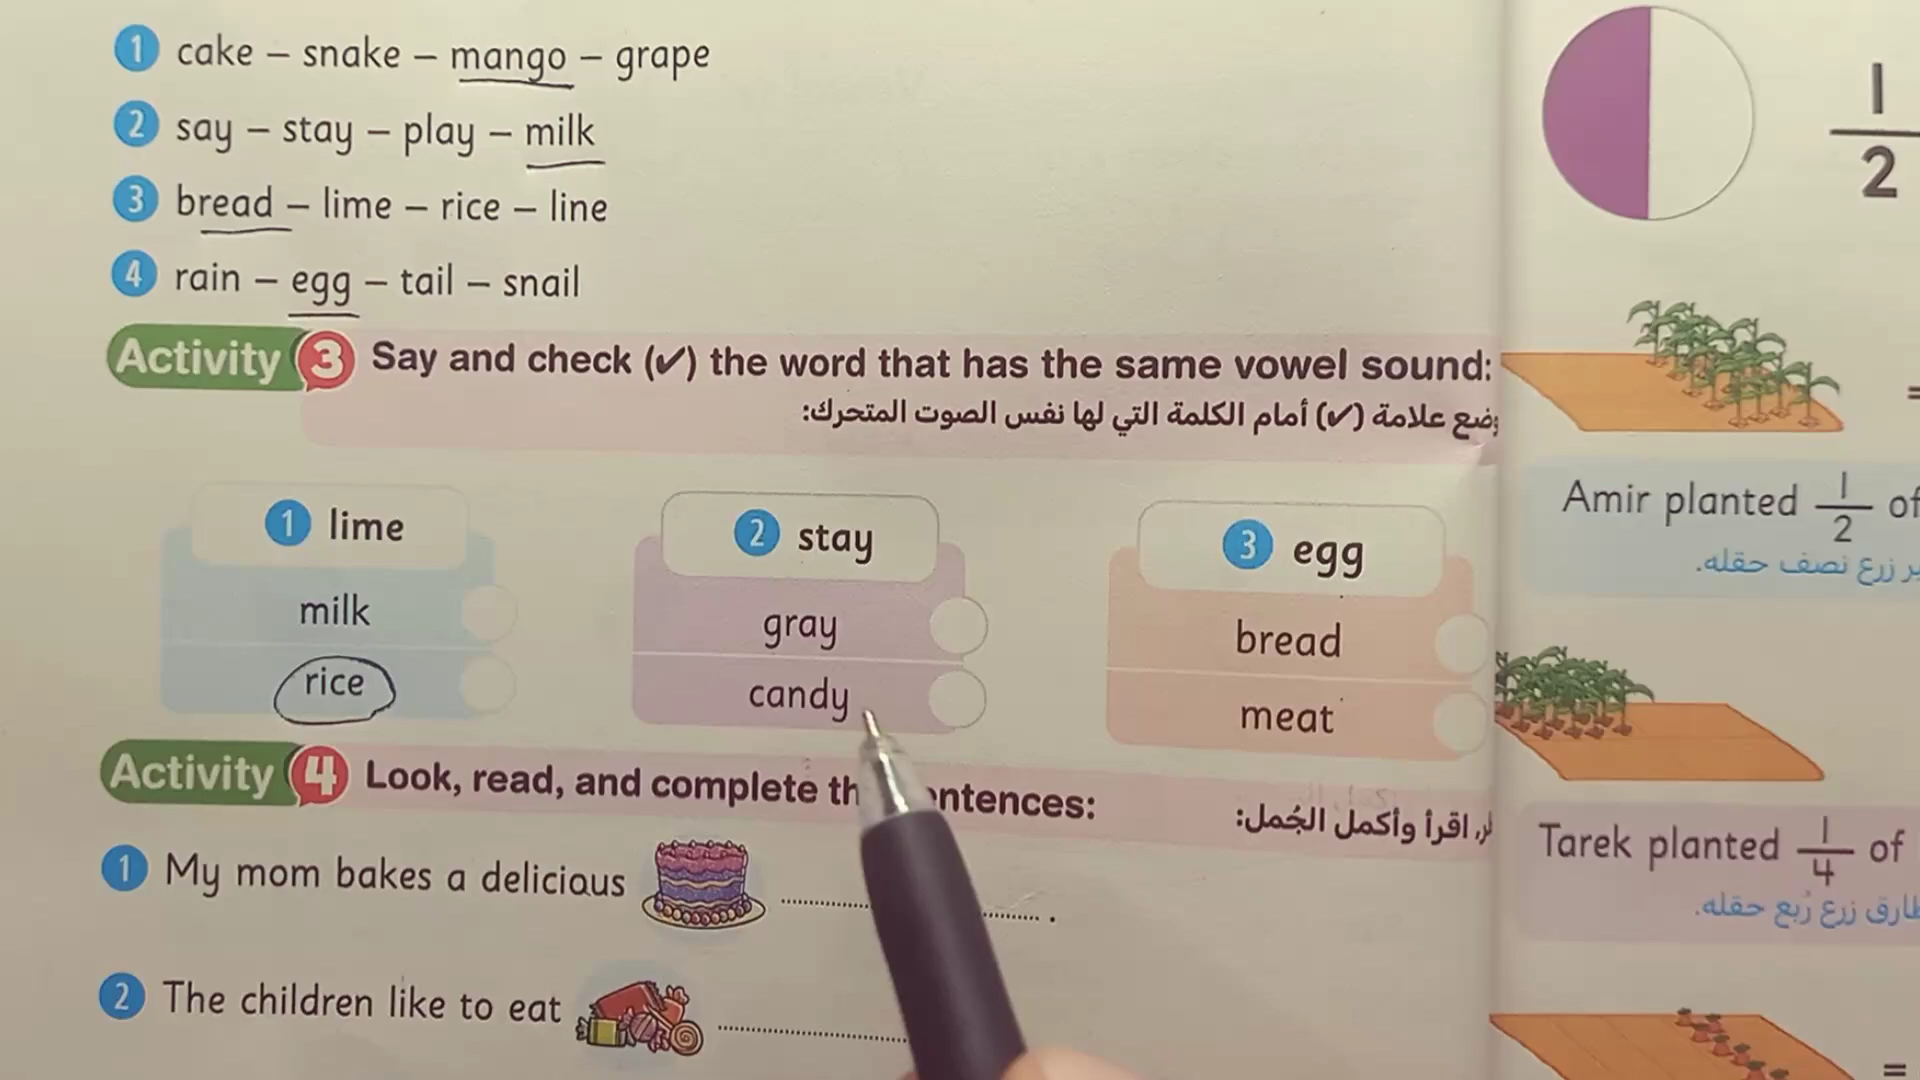 1 cake – snake – mango – grape
2 say – stay – play – milk
3 bread – lime – rice – line
4 rain – egg – tail – snail
Activity 3 Say and check (✔) the word that has the same vowel sound:
وضع علامة (✔) أمام الكلمة التي لها نفس الصوت المتحرك:
1 lime
milk
rice
2 stay
gray
candy
3 egg
bread
meat
Activity 4 Look, read, and complete
اقرأ وأكمل الجُمل:
1 My mom bakes a delicious .................... .
2 The children like to eat ....................
1
2
=
Amir planted 1/2 of
زرع نصف حقله.
Tarek planted 1/4 of
طارق زرع رُبع حقله.
=